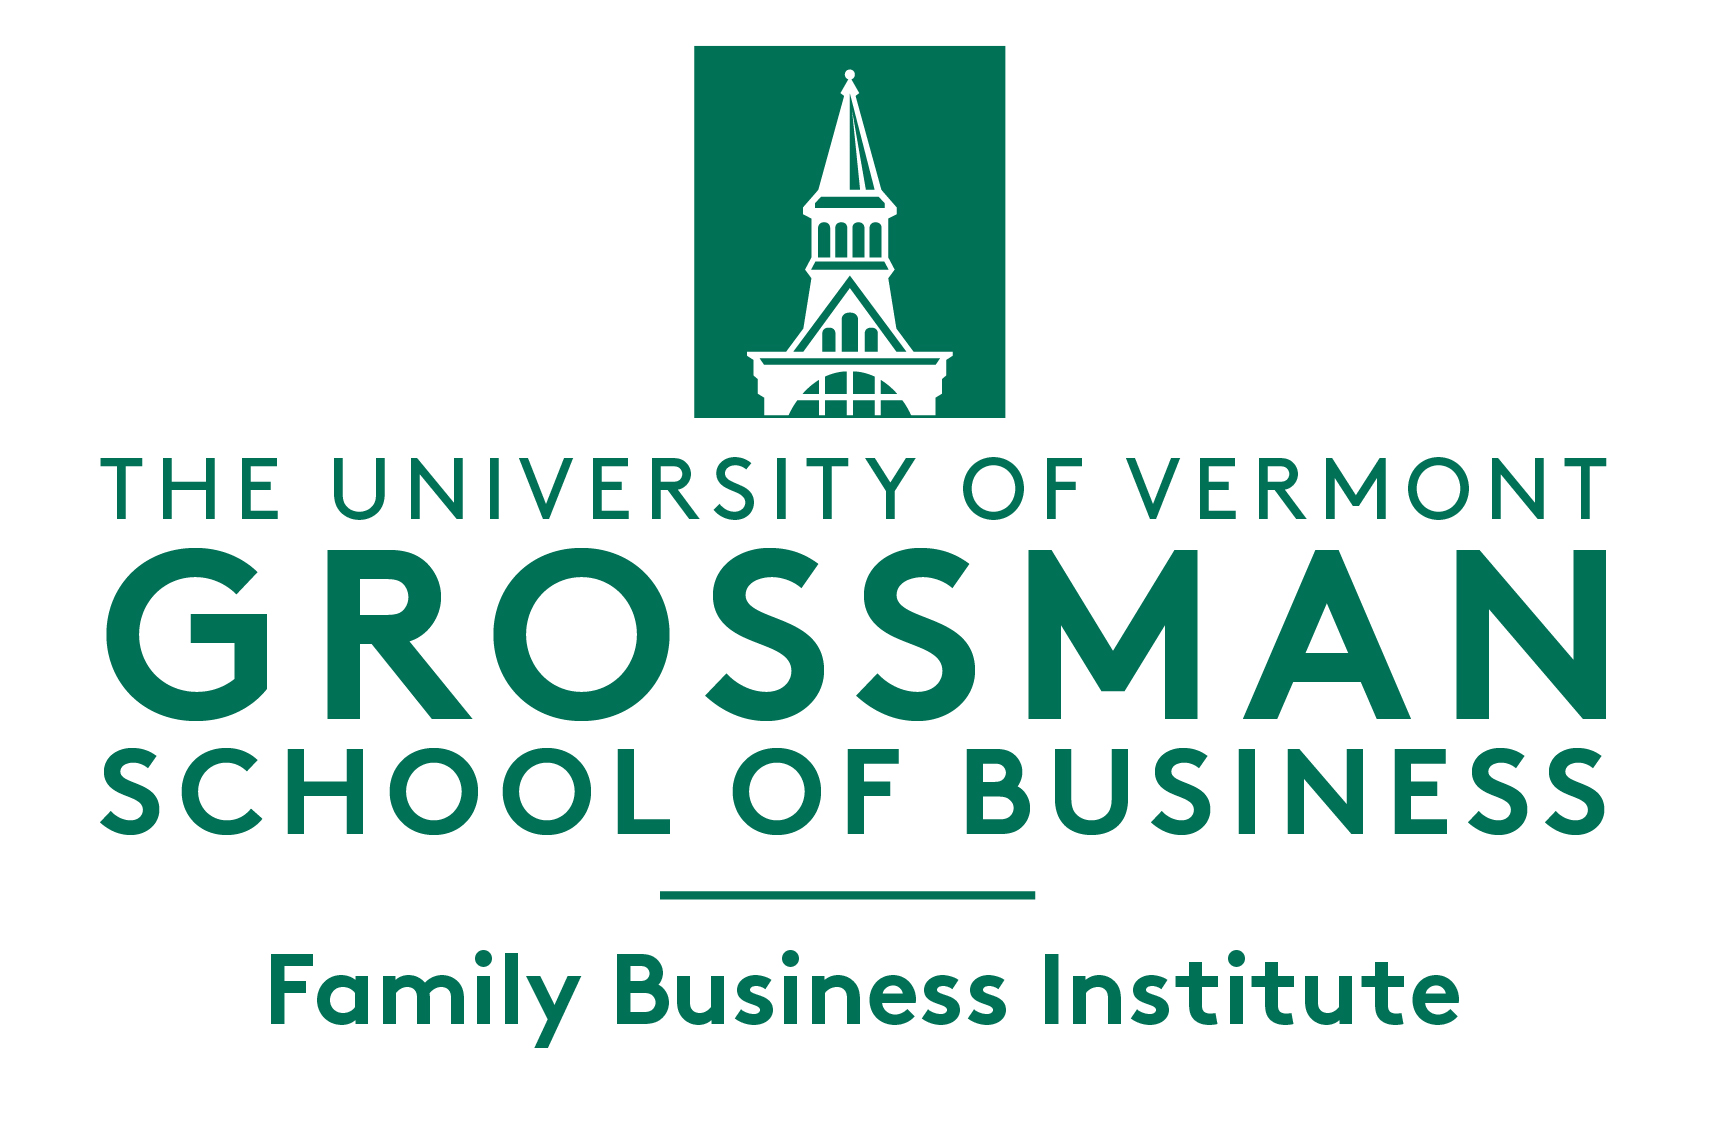 THE UNIVERSITY OF VERMONT
GROSSMAN
SCHOOL OF BUSINESS
Family Business Institute